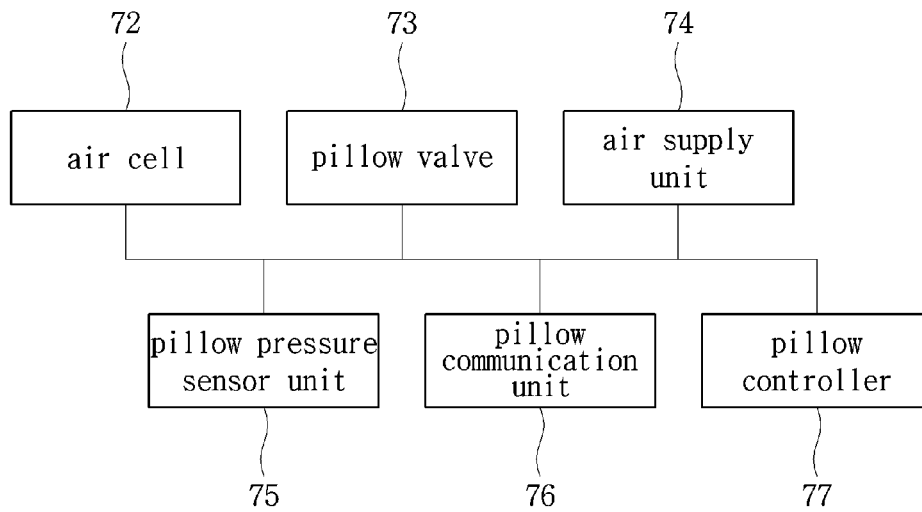 72
73
74
air cell
pillow valve
air supply
unit
pillow pressure
sensor unit
pillow
communication
unit
pillow
controller
75
76
77